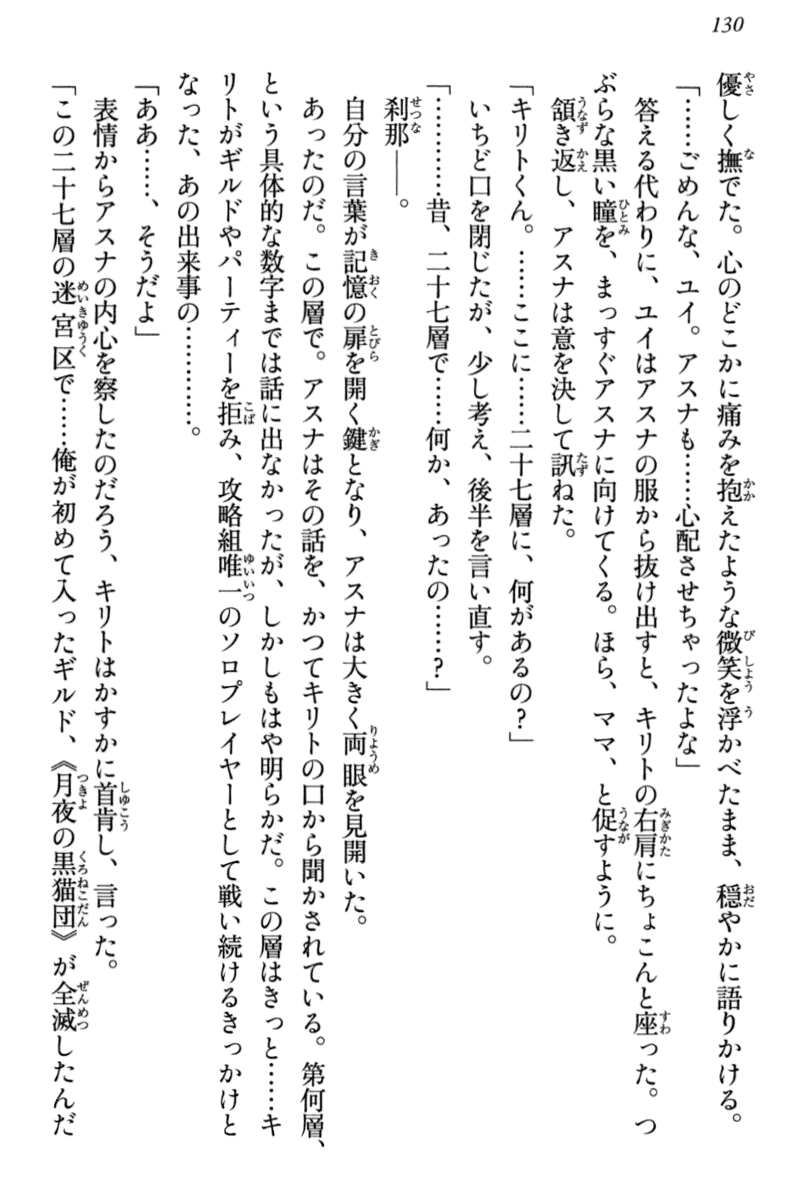 130
優しく撫でた。心のどこかに痛みを抱えたような微笑を浮かべたまま、穏やかに語りかける。
「……ごめんな、ユイ。アスナも……心配させちゃったよな」
答える代わりに、ユイはアスナの服から抜け出すと、キリトの右肩にちょこんと座った。つ
ぶらな黒い瞳を、まっすぐアスナに向けてくる。ほら、ママ、と促すように。
頷き返し、アスナは意を決して訊ねた。
「キリトくん。……ここに……二十七層に、何があるの?」
いちど口を閉じたが、少し考え、後半を言い直す。
「…………昔、二十七層で……何か、あったの……?」
刹那――。
自分の言葉が記憶の扉を開く鍵となり、アスナは大きく両眼を見開いた。
あったのだ。この層で。アスナはその話を、かつてキリトの口から聞かされている。第何層、
という具体的な数字までは話に出なかったが、しかしもはや明らかだ。この層はきっと……キ
リトがギルドやパーティーを拒み、攻略組唯一のソロプレイヤーとして戦い続けるきっかけと
なった、あの出来事の…………。
「ああ……、そうだよ」
表情からアスナの内心を察したのだろう、キリトはかすかに首肯し、言った。
「この二十七層の迷宮区で……俺が初めて入ったギルド、《月夜の黒猫団》が全滅したんだ